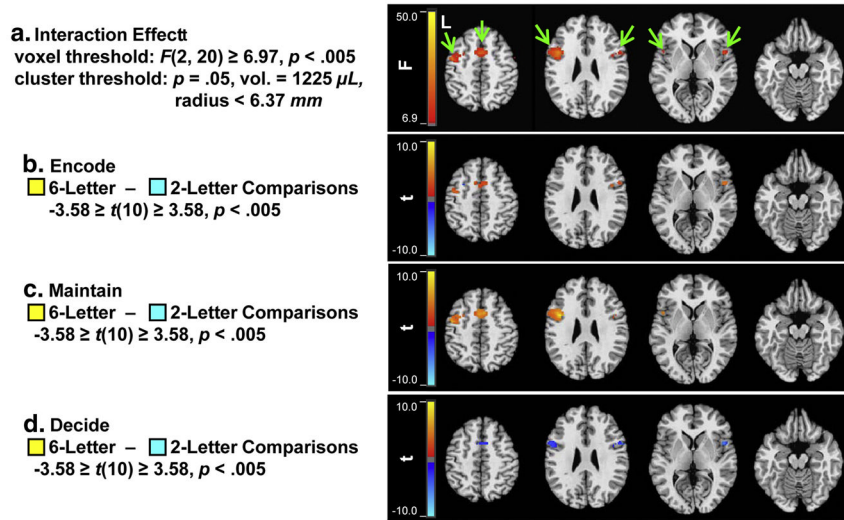 a. Interaction Effectt
voxel threshold: F(2, 20) ≥ 6.97, p < .005
cluster threshold: p = .05, vol. = 1225 µL,
radius < 6.37 mm
50.0
L
F
6.9
b. Encode
6-Letter – 2-Letter Comparisons
-3.58 ≥ t(10) ≥ 3.58, p < .005
10.0
t
-10.0
c. Maintain
6-Letter – 2-Letter Comparisons
-3.58 ≥ t(10) ≥ 3.58, p < .005
10.0
t
-10.0
d. Decide
6-Letter – 2-Letter Comparisons
-3.58 ≥ t(10) ≥ 3.58, p < .005
10.0
t
-10.0